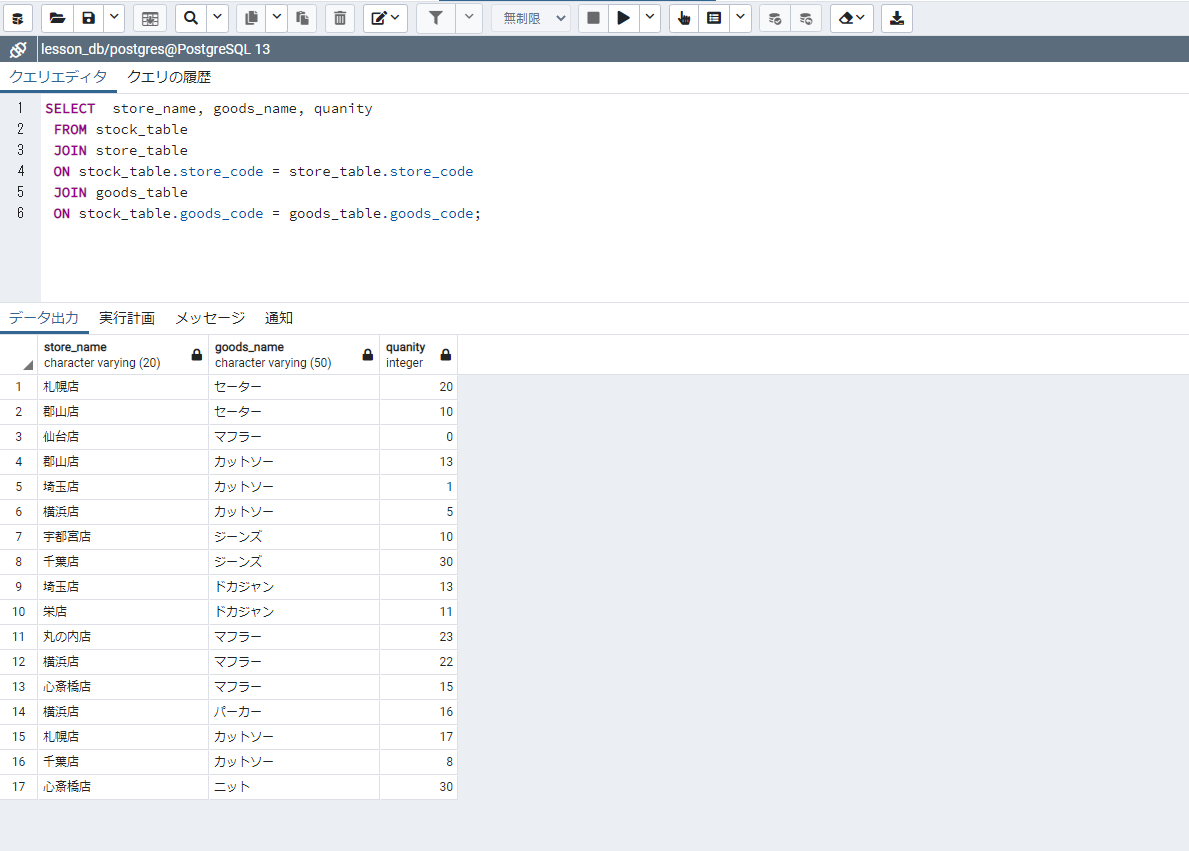 無制限
lesson_db/postgres@PostgreSQL 13
クエリエディタ クエリの履歴
1 SELECT  store_name, goods_name, quanity
2 FROM stock_table
3 JOIN store_table
4 ON stock_table.store_code = store_table.store_code
5 JOIN goods_table
6 ON stock_table.goods_code = goods_table.goods_code;
データ出力 実行計画 メッセージ 通知
store_name goods_name quanity
character varying (20) character varying (50) integer
1 札幌店 セーター 20
2 郡山店 セーター 10
3 仙台店 マフラー 0
4 郡山店 カットソー 13
5 埼玉店 カットソー 1
6 横浜店 カットソー 5
7 宇都宮店 ジーンズ 10
8 千葉店 ジーンズ 30
9 埼玉店 ドカジャン 13
10 栄店 ドカジャン 11
11 丸の内店 マフラー 23
12 横浜店 マフラー 22
13 心斎橋店 マフラー 15
14 横浜店 パーカー 16
15 札幌店 カットソー 17
16 千葉店 カットソー 8
17 心斎橋店 ニット 30